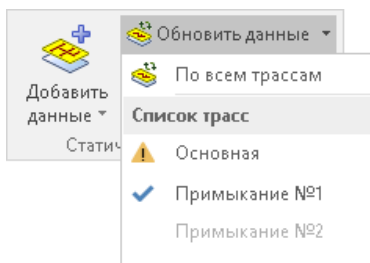 Обновить данные
По всем трассам
Добавить
данные
Список трасс
Статич
Основная
Примыкание №1
Примыкание №2